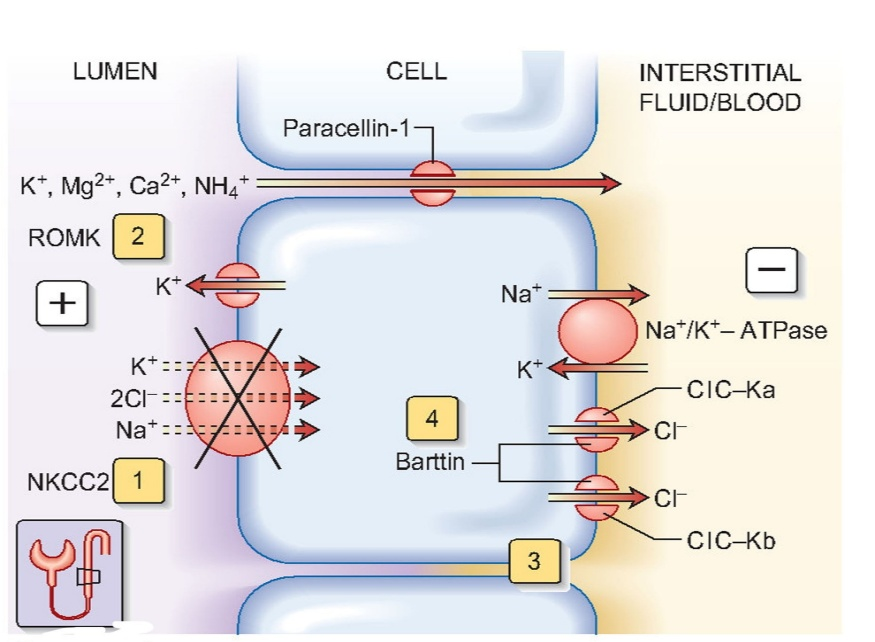 LUMEN
CELL
INTERSTITIAL
FLUID/BLOOD
Paracellin-1
K⁺, Mg²⁺, Ca²⁺, NH₄⁺
ROMK 2
K⁺
+
−
Na⁺
Na⁺/K⁺– ATPase
K⁺
K⁺
2Cl⁻
Na⁺
ClC–Ka
4
Cl⁻
Barttin
NKCC2 1
Cl⁻
ClC–Kb
3